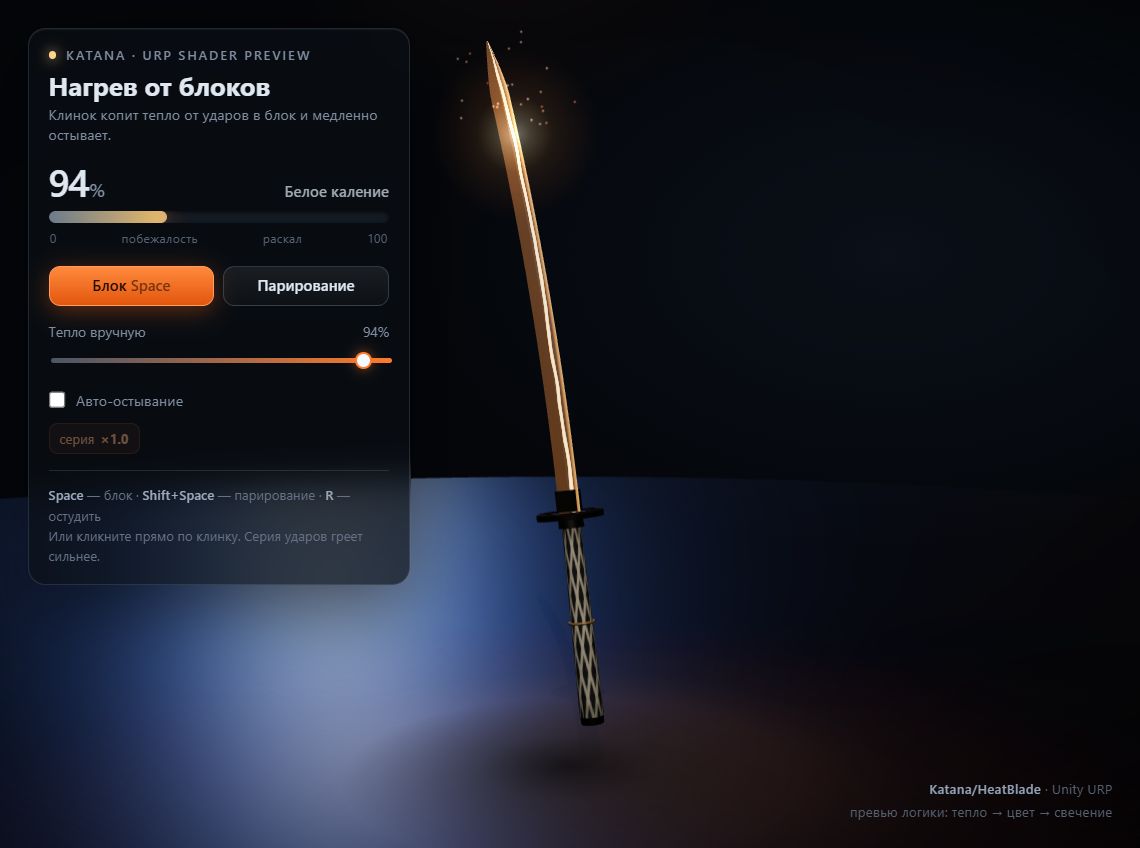 KATANA · URP SHADER PREVIEW
Нагрев от блоков
Клинок копит тепло от ударов в блок и медленно
остывает.
94%
Белое каление
0 побежалость раскал 100
Блок Space
Парирование
Тепло вручную 94%
Авто-остывание
серия ×1.0
Space — блок · Shift+Space — парирование · R —
остудить
Или кликните прямо по клинку. Серия ударов греет
сильнее.
Katana/HeatBlade · Unity URP
превью логики: тепло → цвет → свечение